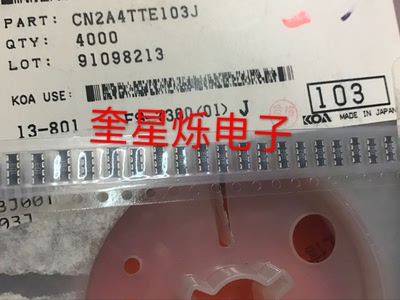 PART: CN2A4TTE103J
QTY: 4000
LOT: 91098213
KOA USE:
13-801
J
103
KOA MADE IN JAPAN
奎星烁电子